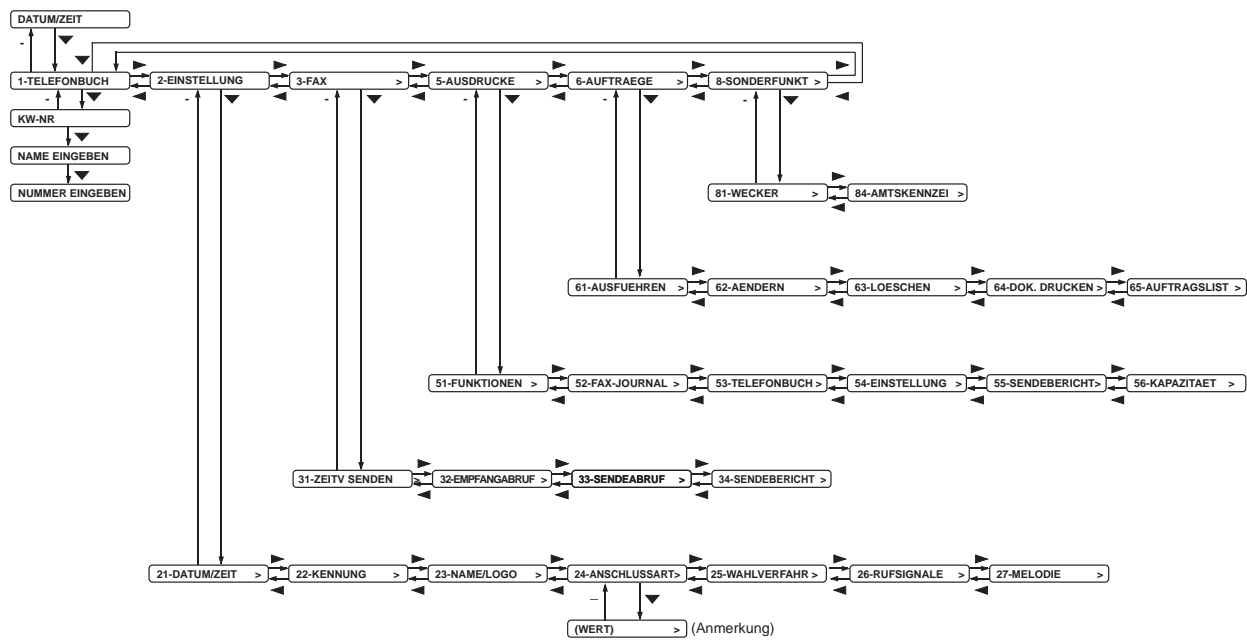 DATUM/ZEIT
-
1-TELEFONBUCH 2-EINSTELLUNG 3-FAX > 5-AUSDRUCKE > 6-AUFTRAEGE > 8-SONDERFUNKT >
- - - - - -
KW-NR
NAME EINGEBEN
NUMMER EINGEBEN
81-WECKER > 84-AMTSKENNZEI >
61-AUSFUEHREN > 62-AENDERN > 63-LOESCHEN > 64-DOK. DRUCKEN > 65-AUFTRAGSLIST >
51-FUNKTIONEN > 52-FAX-JOURNAL > 53-TELEFONBUCH > 54-EINSTELLUNG > 55-SENDEBERICHT> 56-KAPAZITAET >
31-ZEITV SENDEN > 32-EMPFANGABRUF > 33-SENDEABRUF > 34-SENDEBERICHT >
21-DATUM/ZEIT > 22-KENNUNG > 23-NAME/LOGO > 24-ANSCHLUSSART> 25-WAHLVERFAHR > 26-RUFSIGNALE > 27-MELODIE >
–
(WERT) > (Anmerkung)